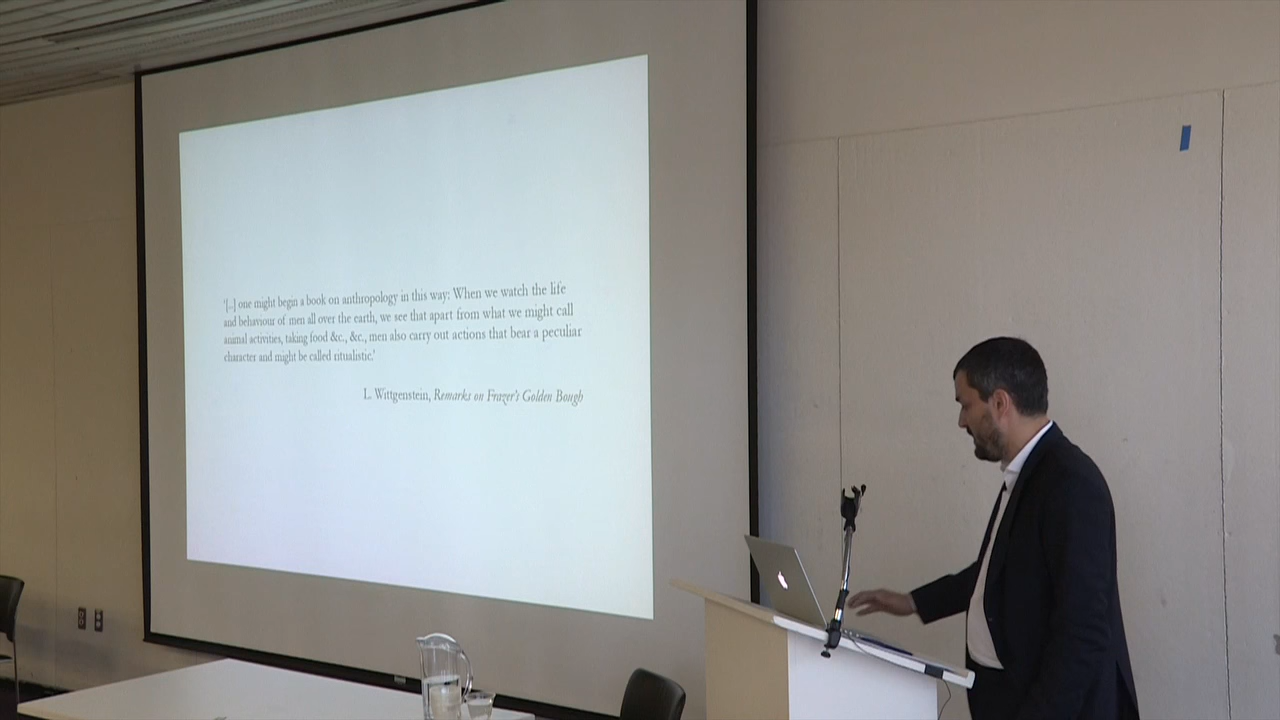 '[...] one might begin a book on anthropology in this way: When we watch the life
and behaviour of men all over the earth, we see that apart from what we might call
animal activities, taking food &c., &c., men also carry out actions that bear a peculiar
character and might be called ritualistic.'
L. Wittgenstein, Remarks on Frazer's Golden Bough